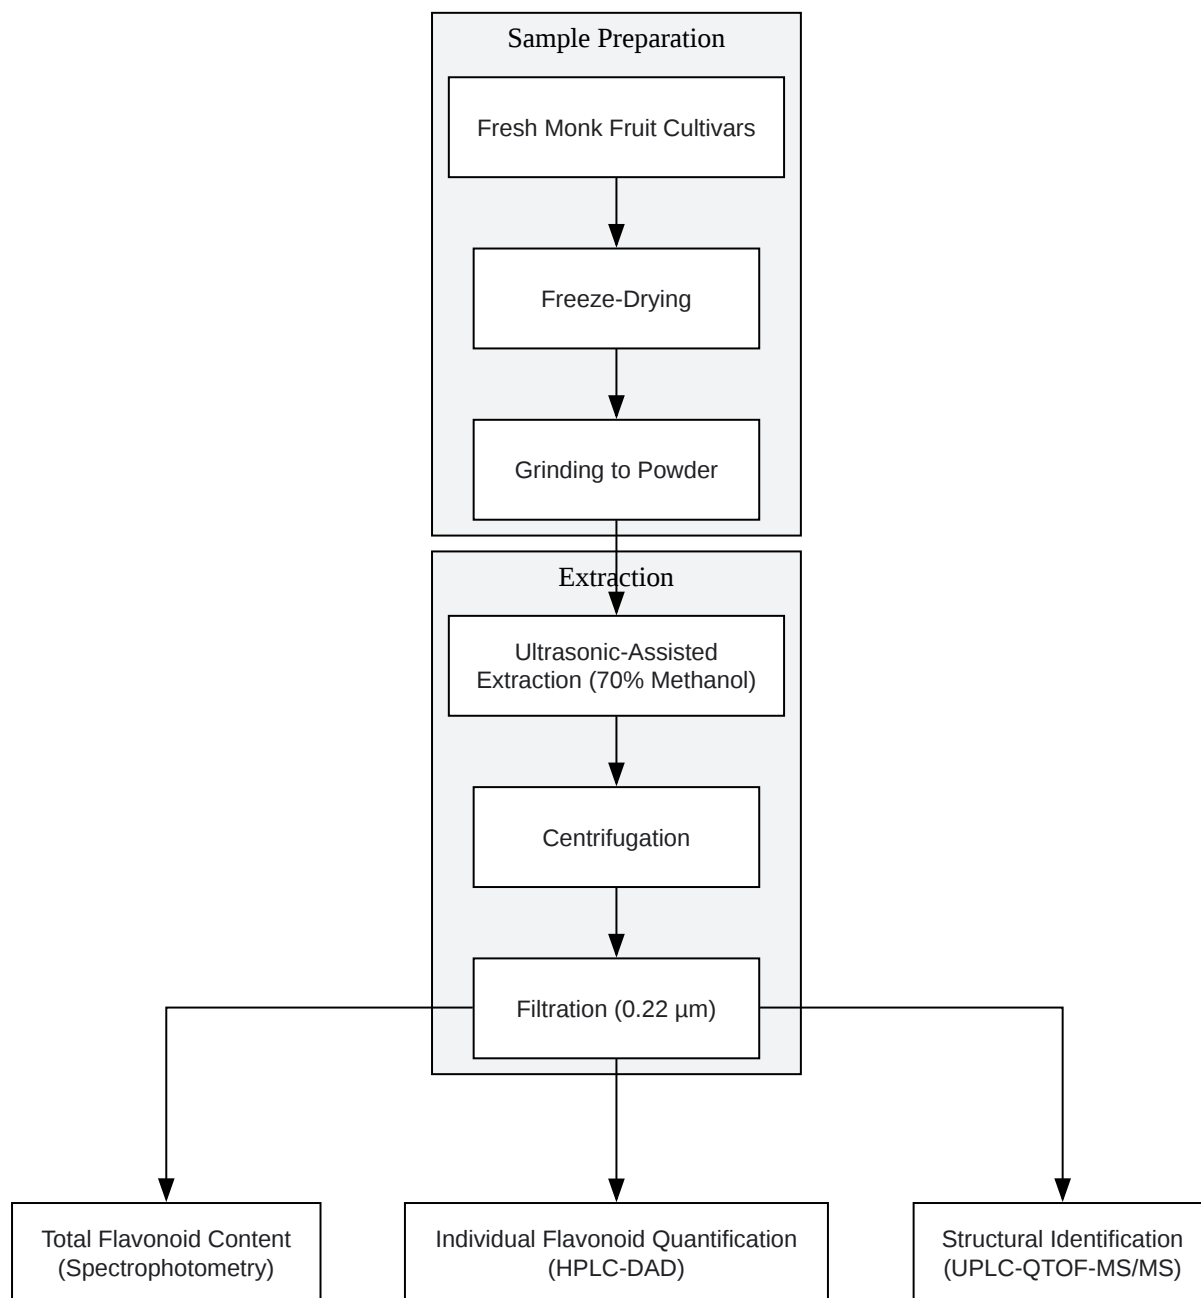 Sample Preparation
Fresh Monk Fruit Cultivars
Freeze-Drying
Grinding to Powder
Extraction
Ultrasonic-Assisted
Extraction (70% Methanol)
Centrifugation
Filtration (0.22 µm)
Total Flavonoid Content
(Spectrophotometry)
Individual Flavonoid Quantification
(HPLC-DAD)
Structural Identification
(UPLC-QTOF-MS/MS)